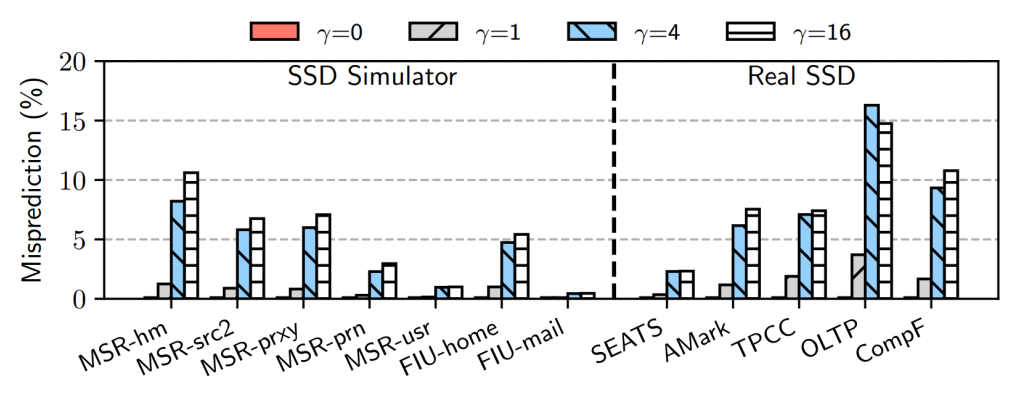 γ=0 γ=1 γ=4 γ=16
SSD Simulator Real SSD
Misprediction (%)
20
15
10
5
0
MSR-hm
MSR-src2
MSR-prxy
MSR-prn
MSR-usr
FIU-home
FIU-mail
SEATS
AMark
TPCC
OLTP
CompF